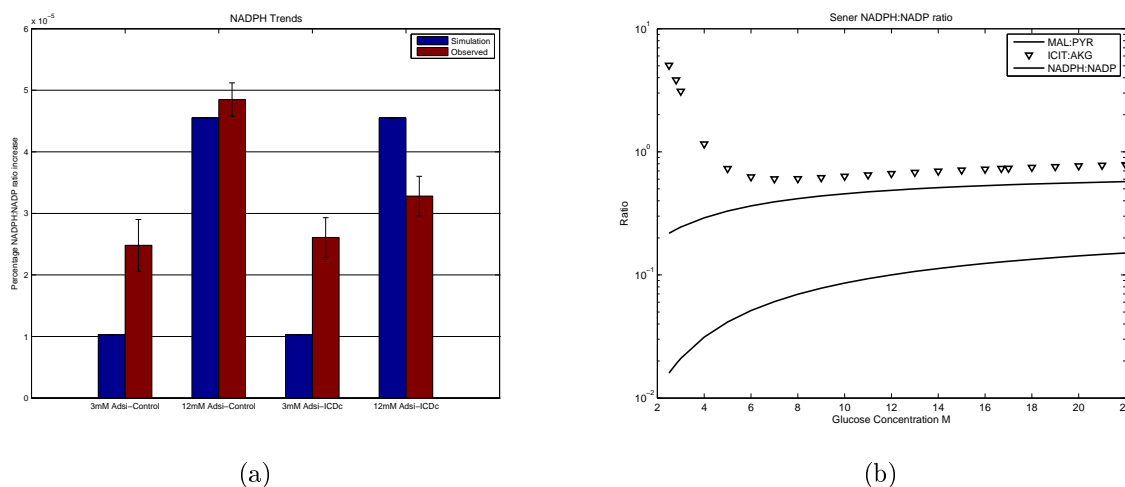 NADPH Trends
x 10⁻⁵
6
5
4
3
2
1
0
Percentage NADPH:NADP ratio increase
Simulation
Observed
3mM Adsi−Control
12mM Adsi−Control
3mM Adsi−ICDc
12mM Adsi−ICDc
(a)
Sener NADPH:NADP ratio
10¹
10⁰
10⁻¹
10⁻²
Ratio
MAL:PYR
ICIT:AKG
NADPH:NADP
2 4 6 8 10 12 14 16 18 20 22
Glucose Concentration M
(b)